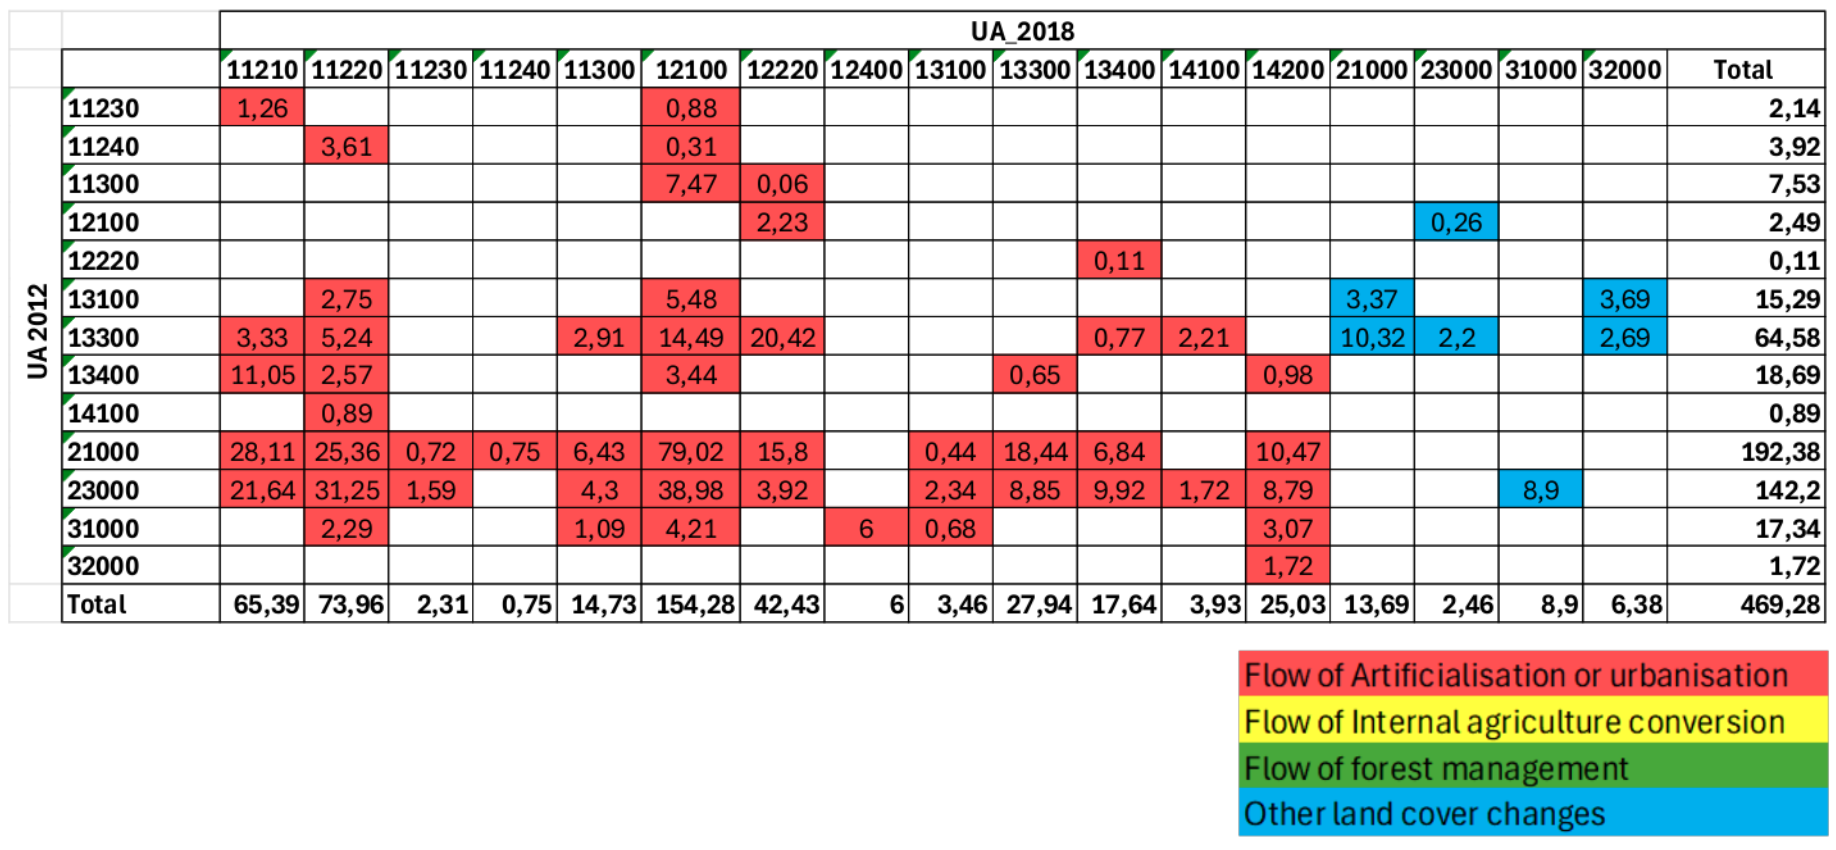 UA_2018
11210 11220 11230 11240 11300 12100 12220 12400 13100 13300 13400 14100 14200 21000 23000 31000 32000 Total
UA 2012
11230 1,26 0,88 2,14
11240 3,61 0,31 3,92
11300 7,47 0,06 7,53
12100 2,23 0,26 2,49
12220 0,11 0,11
13100 2,75 5,48 3,37 3,69 15,29
13300 3,33 5,24 2,91 14,49 20,42 0,77 2,21 10,32 2,2 2,69 64,58
13400 11,05 2,57 3,44 0,65 0,98 18,69
14100 0,89 0,89
21000 28,11 25,36 0,72 0,75 6,43 79,02 15,8 0,44 18,44 6,84 10,47 192,38
23000 21,64 31,25 1,59 4,3 38,98 3,92 2,34 8,85 9,92 1,72 8,79 8,9 142,2
31000 2,29 1,09 4,21 6 0,68 3,07 17,34
32000 1,72 1,72
Total 65,39 73,96 2,31 0,75 14,73 154,28 42,43 6 3,46 27,94 17,64 3,93 25,03 13,69 2,46 8,9 6,38 469,28
Flow of Artificialisation or urbanisation
Flow of Internal agriculture conversion
Flow of forest management
Other land cover changes